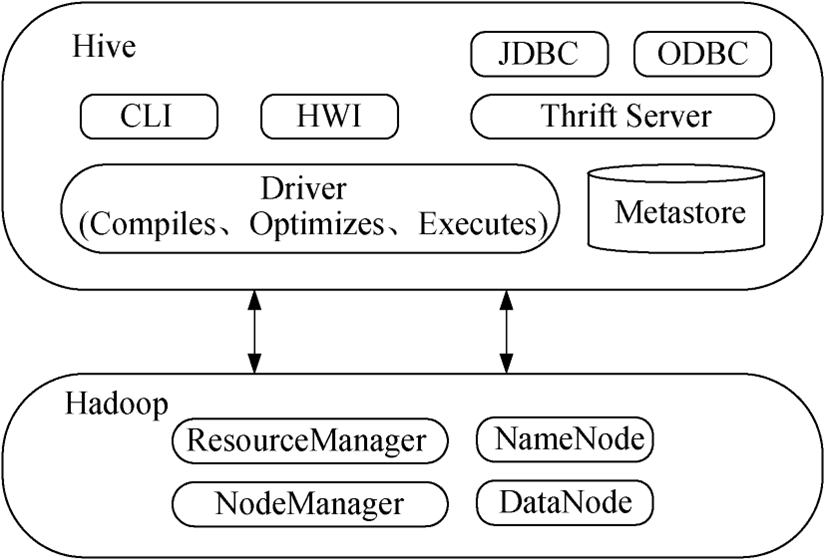 Hive
JDBC
ODBC
CLI
HWI
Thrift Server
Driver
(Compiles、Optimizes、Executes)
Metastore
Hadoop
ResourceManager
NameNode
NodeManager
DataNode